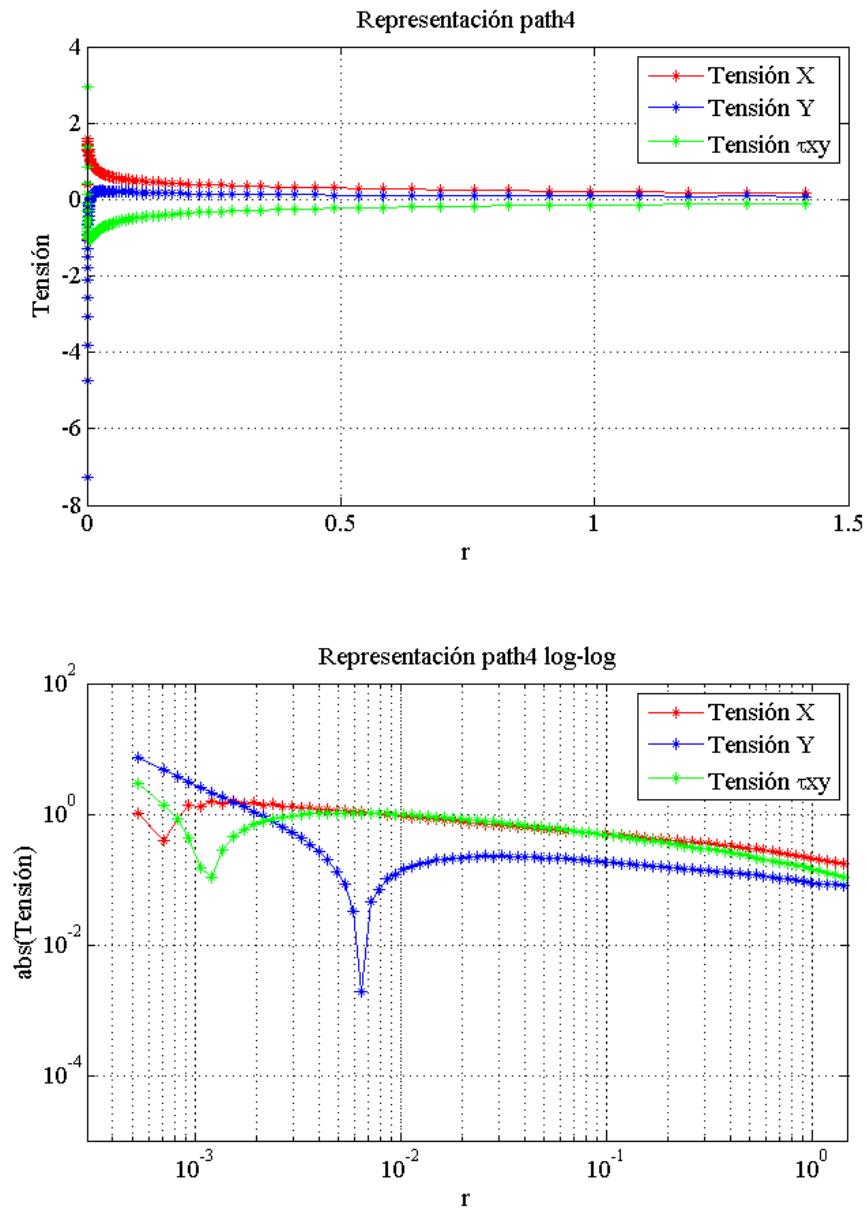 Representación path4
4
2
0
-2
-4
-6
-8
Tensión
Tensión X
Tensión Y
Tensión τxy
0
0.5
1
1.5
r
Representación path4 log-log
10^2
10^0
10^-2
10^-4
abs(Tensión)
Tensión X
Tensión Y
Tensión τxy
10^-3
10^-2
10^-1
10^0
r